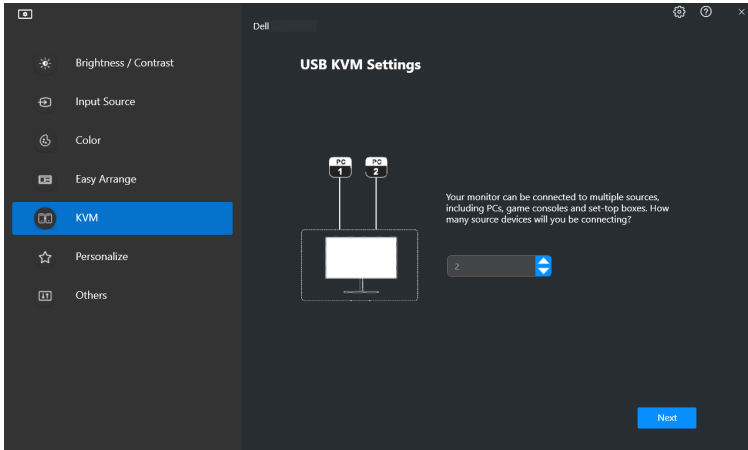 Dell
Brightness / Contrast
Input Source
Color
Easy Arrange
KVM
Personalize
Others
USB KVM Settings
PC 1
PC 2
Your monitor can be connected to multiple sources,
including PCs, game consoles and set-top boxes. How
many source devices will you be connecting?
2
Next